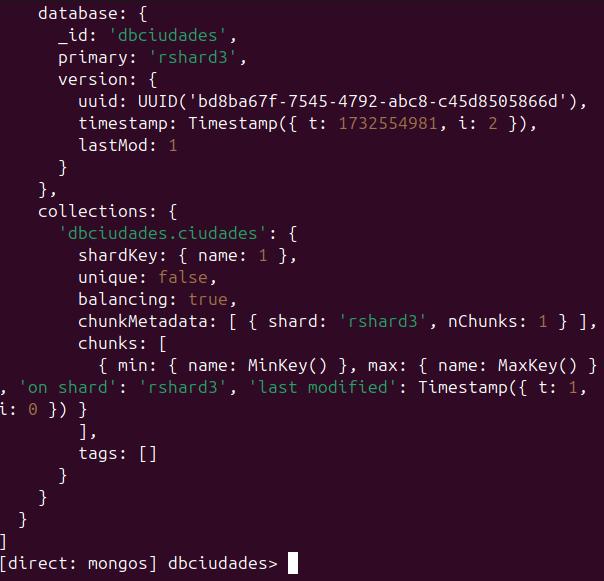 database: {
_id: 'dbciudades',
primary: 'rshard3',
version: {
uuid: UUID('bd8ba67f-7545-4792-abc8-c45d8505866d'),
timestamp: Timestamp({ t: 1732554981, i: 2 }),
lastMod: 1
}
},
collections: {
'dbciudades.ciudades': {
shardKey: { name: 1 },
unique: false,
balancing: true,
chunkMetadata: [ { shard: 'rshard3', nChunks: 1 } ],
chunks: [
{ min: { name: MinKey() }, max: { name: MaxKey() }
, 'on shard': 'rshard3', 'last modified': Timestamp({ t: 1,
i: 0 }) }
],
tags: []
}
}
}
]
[direct: mongos] dbciudades>